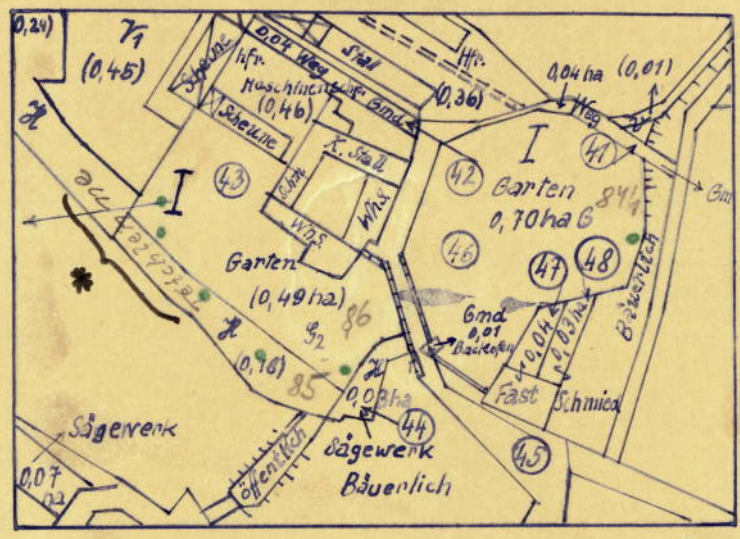 (0,24)
V1
(0,45)
Scheune
hfr.
0,04 Weg
Stall
Hfr.
0,04 ha
(0,01)
Weg
Maschinensch.
(0,46)
Gmd
(0,36)
Scheune
K. Stall
Schm
Whs.
Whs.
I
43
42
I
Garten
0,70 ha G
41
84/1
Gm
46
47
48
Bäuerlich
Garten
(0,49 ha)
G2
86
Gmd
0,01
Backofen
0,04
0,03 ha
Fast
Schmied
H
H
(0,16)
85
H
0,03 ha
44
45
*
Sägewerk
0,07
ha
Öffentlich
Sägewerk
Bäuerlich